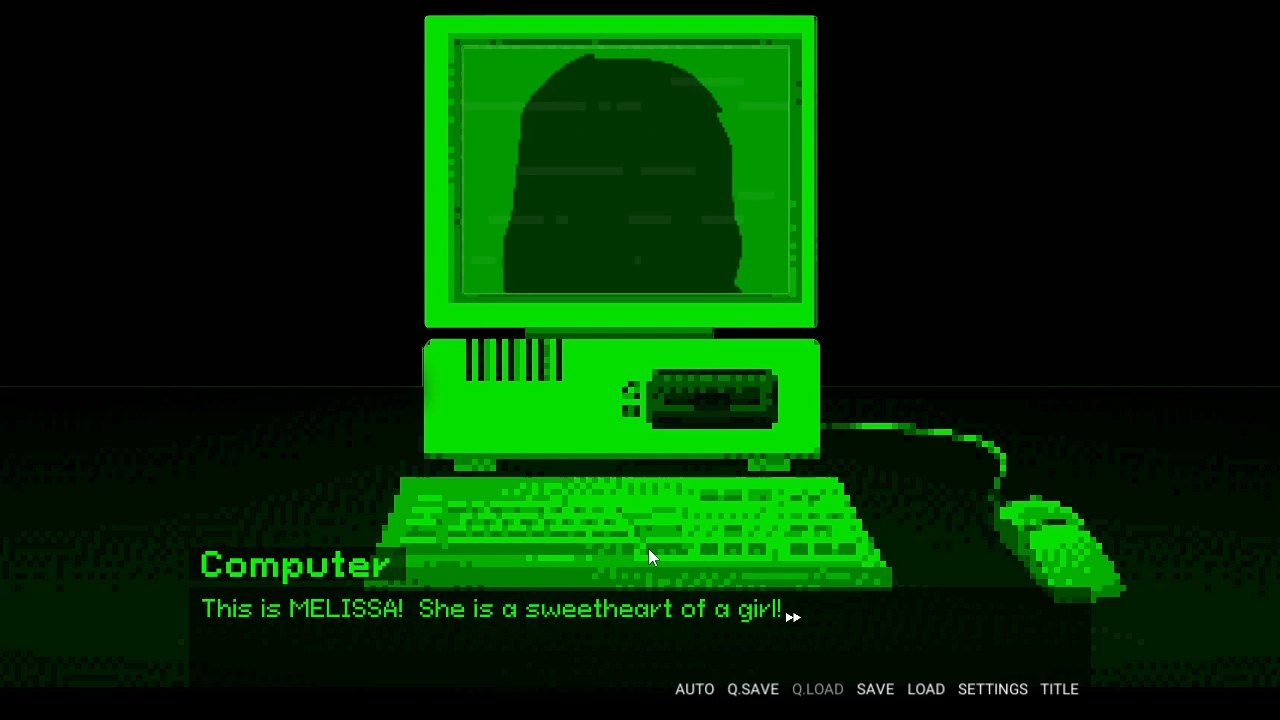 Computer
This is MELISSA! She is a sweetheart of a girl!
AUTO Q.SAVE Q.LOAD SAVE LOAD SETTINGS TITLE